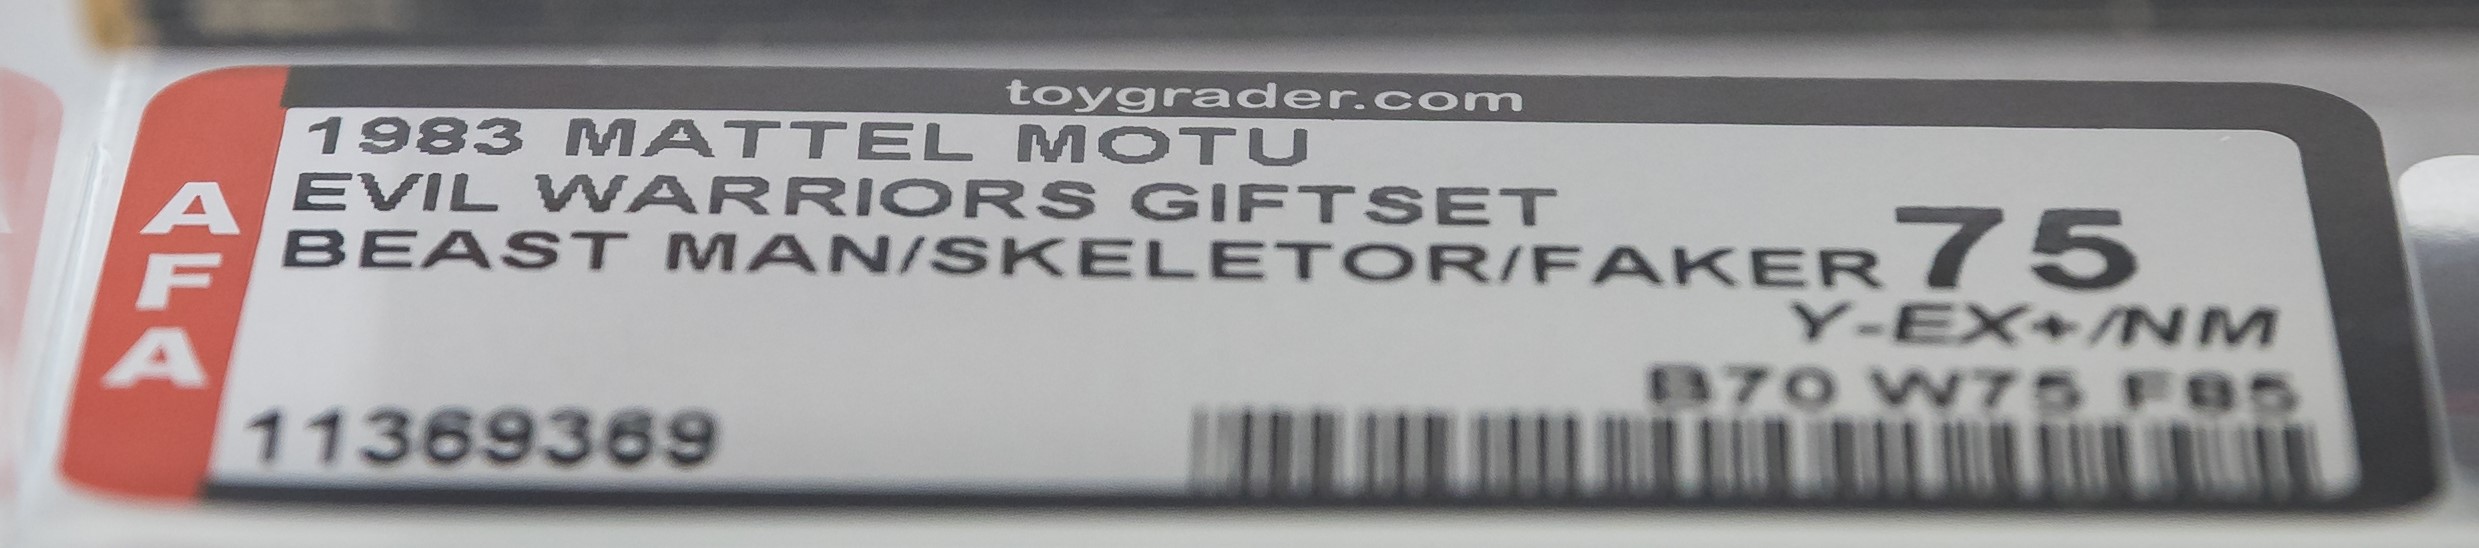 toygrader.com
1983 MATTEL MOTU
EVIL WARRIORS GIFTSET
BEAST MAN/SKELETOR/FAKER
75
Y-EX+/NM
B70 W75 F85
11369369
AFA